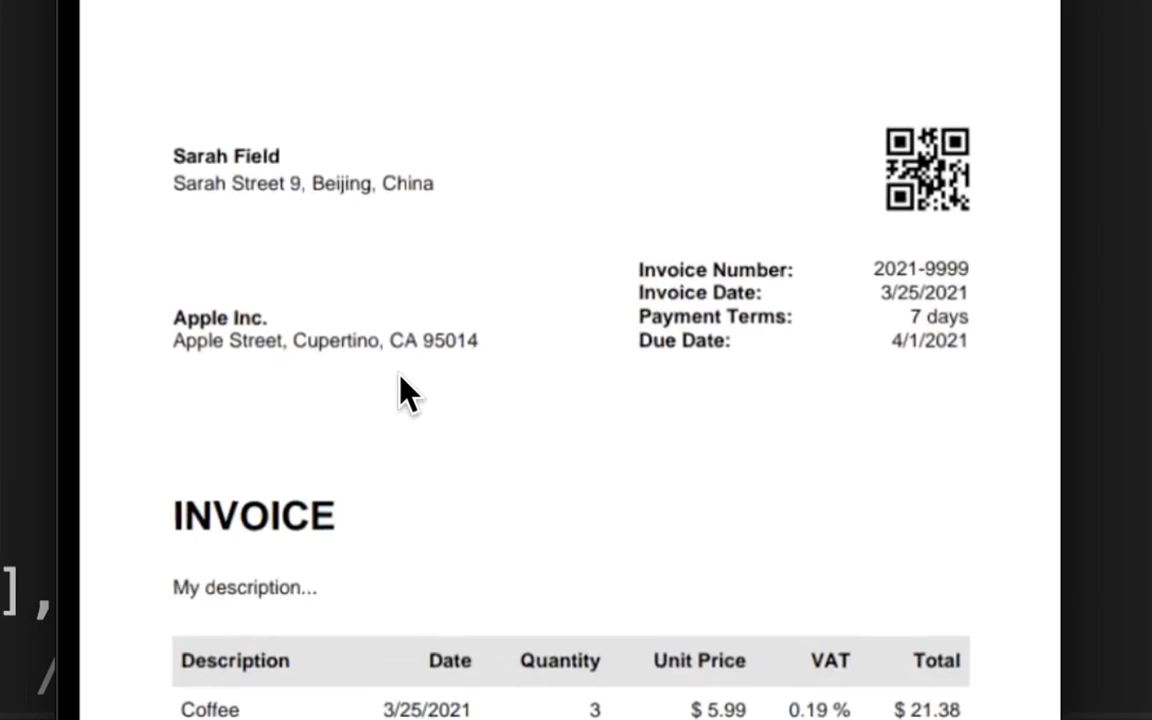 Sarah Field
Sarah Street 9, Beijing, China
Invoice Number: 2021-9999
Invoice Date: 3/25/2021
Payment Terms: 7 days
Due Date: 4/1/2021
Apple Inc.
Apple Street, Cupertino, CA 95014
INVOICE
My description...
Description Date Quantity Unit Price VAT Total
Coffee 3/25/2021 3 $ 5.99 0.19 % $ 21.38
],
/